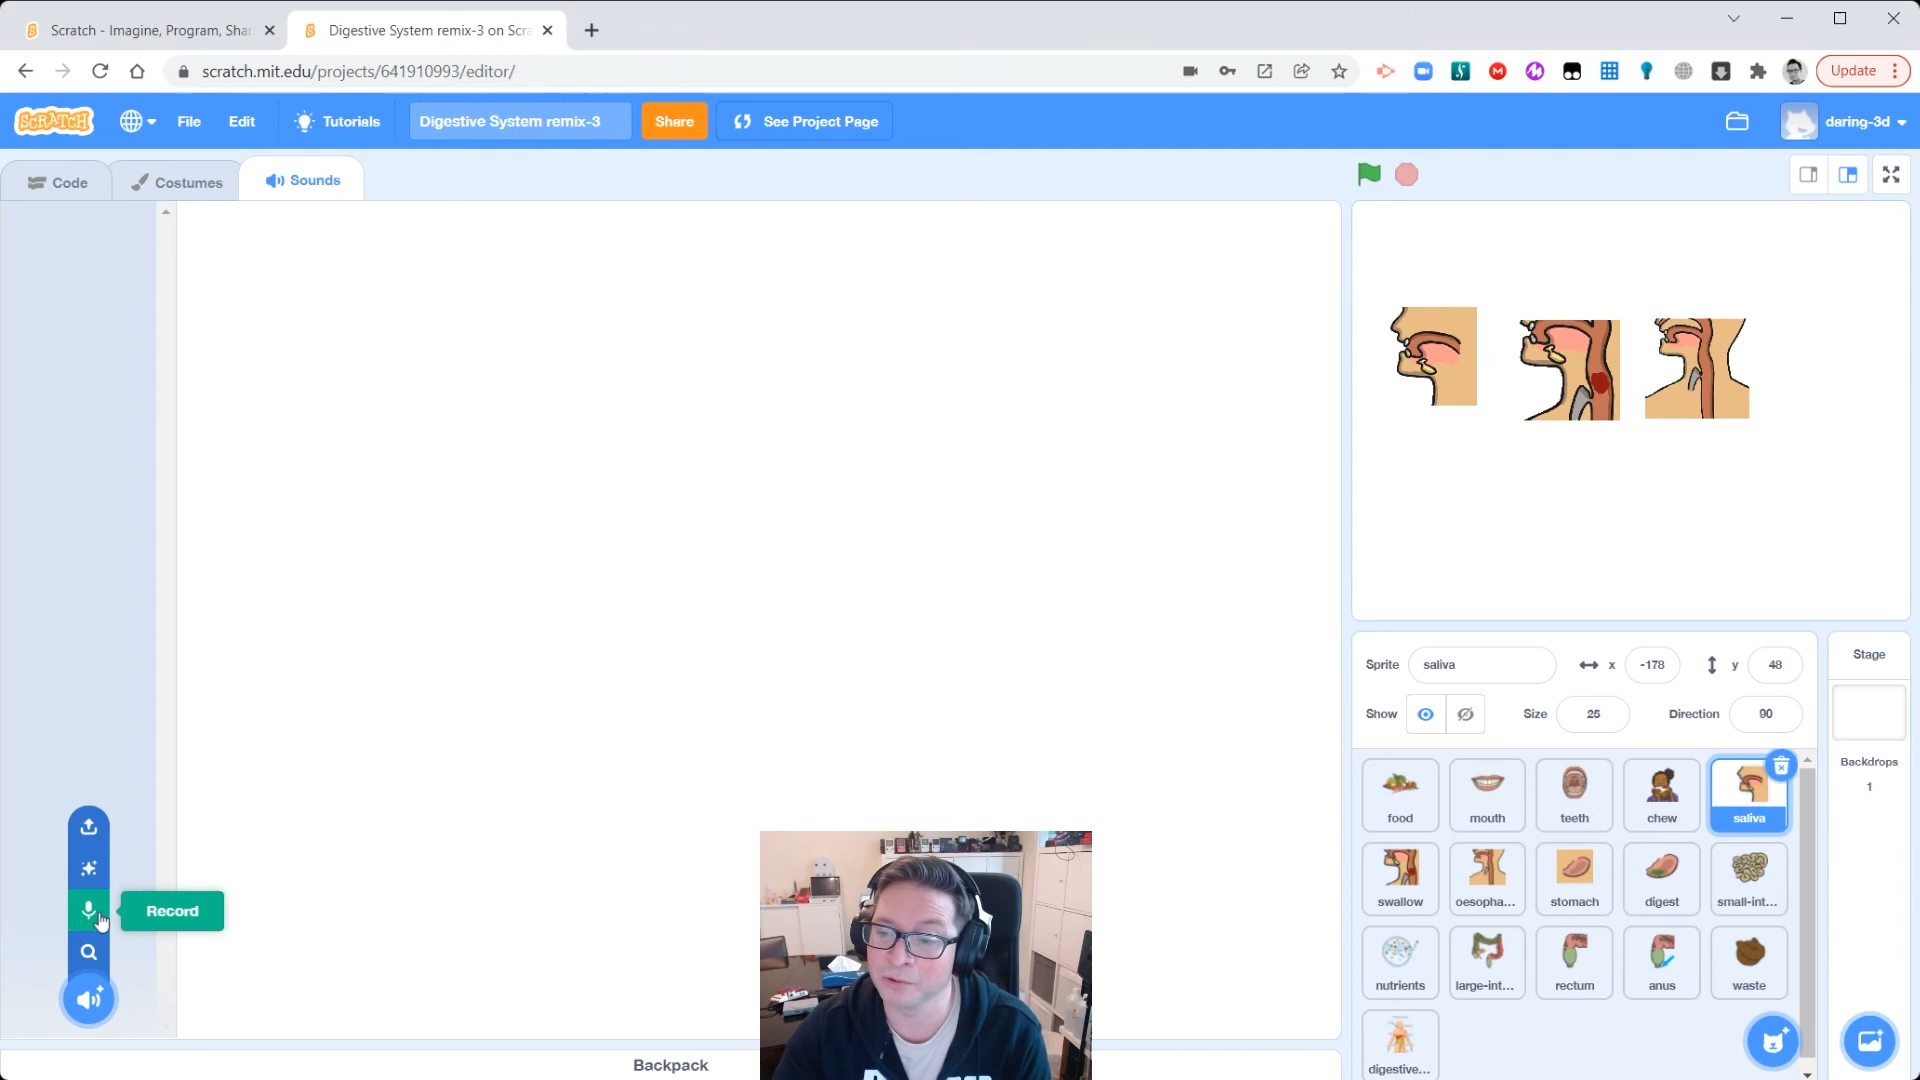 Scratch - Imagine, Program, Shar
Digestive System remix-3 on Scra
scratch.mit.edu/projects/641910993/editor/
Update
SCRATCH
File
Edit
Tutorials
Digestive System remix-3
Share
See Project Page
daring-3d
Code
Costumes
Sounds
Sprite
saliva
x
-178
y
48
Show
Size
25
Direction
90
Stage
Backdrops
1
food
mouth
teeth
chew
saliva
swallow
oesopha...
stomach
digest
small-int...
nutrients
large-int...
rectum
anus
waste
digestive...
Record
Backpack